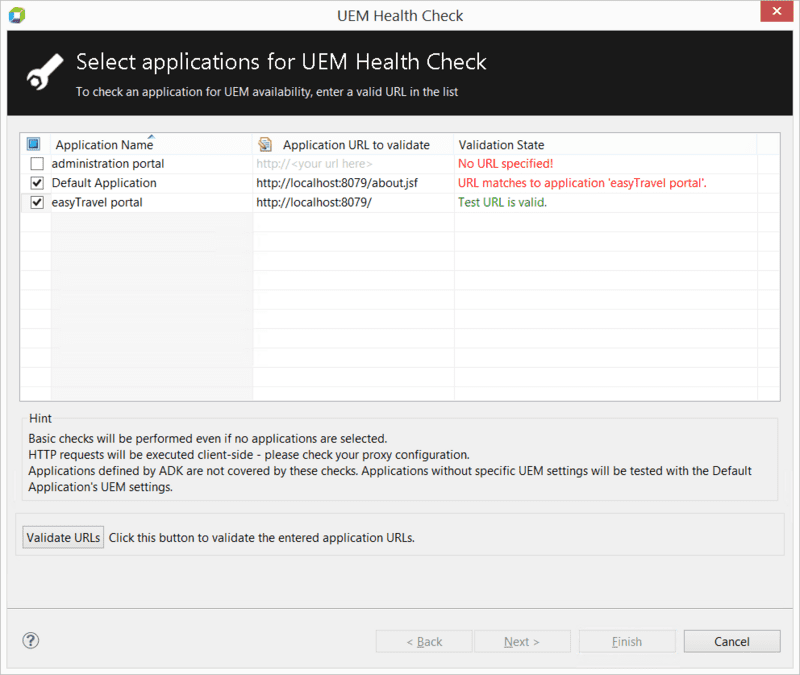 UEM Health Check
Select applications for UEM Health Check
To check an application for UEM availability, enter a valid URL in the list
Application Name Application URL to validate Validation State
administration portal http://<your url here> No URL specified!
Default Application http://localhost:8079/about.jsf URL matches to application 'easyTravel portal'.
easyTravel portal http://localhost:8079/ Test URL is valid.
Hint
Basic checks will be performed even if no applications are selected.
HTTP requests will be executed client-side - please check your proxy configuration.
Applications defined by ADK are not covered by these checks. Applications without specific UEM settings will be tested with the Default
Application's UEM settings.
Validate URLs Click this button to validate the entered application URLs.
? < Back Next > Finish Cancel